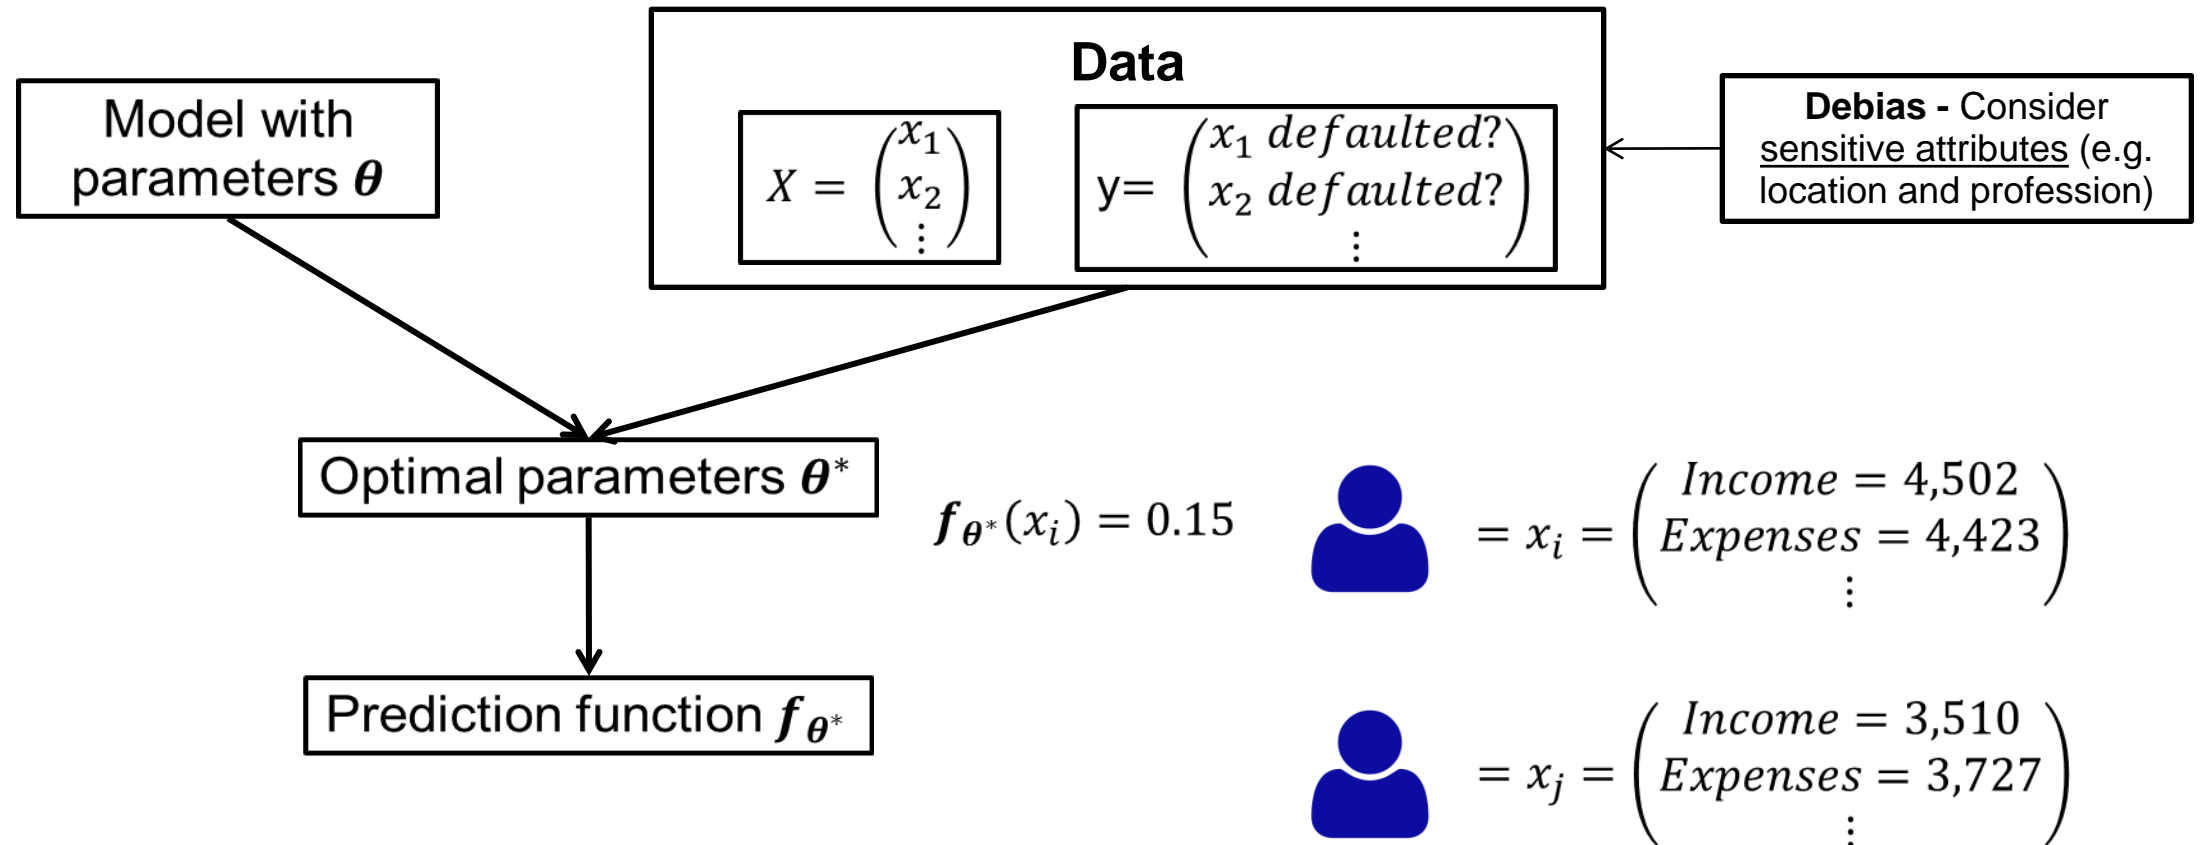 Model with
parameters θ
Data
X = (x₁
x₂
⋮)
y= (x₁ defaulted?
x₂ defaulted?
⋮)
Debias - Consider
sensitive attributes (e.g.
location and profession)
Optimal parameters θ*
f_θ*(x_i) = 0.15
= x_i = (Income = 4,502
Expenses = 4,423
⋮)
Prediction function f_θ*
= x_j = (Income = 3,510
Expenses = 3,727
⋮)